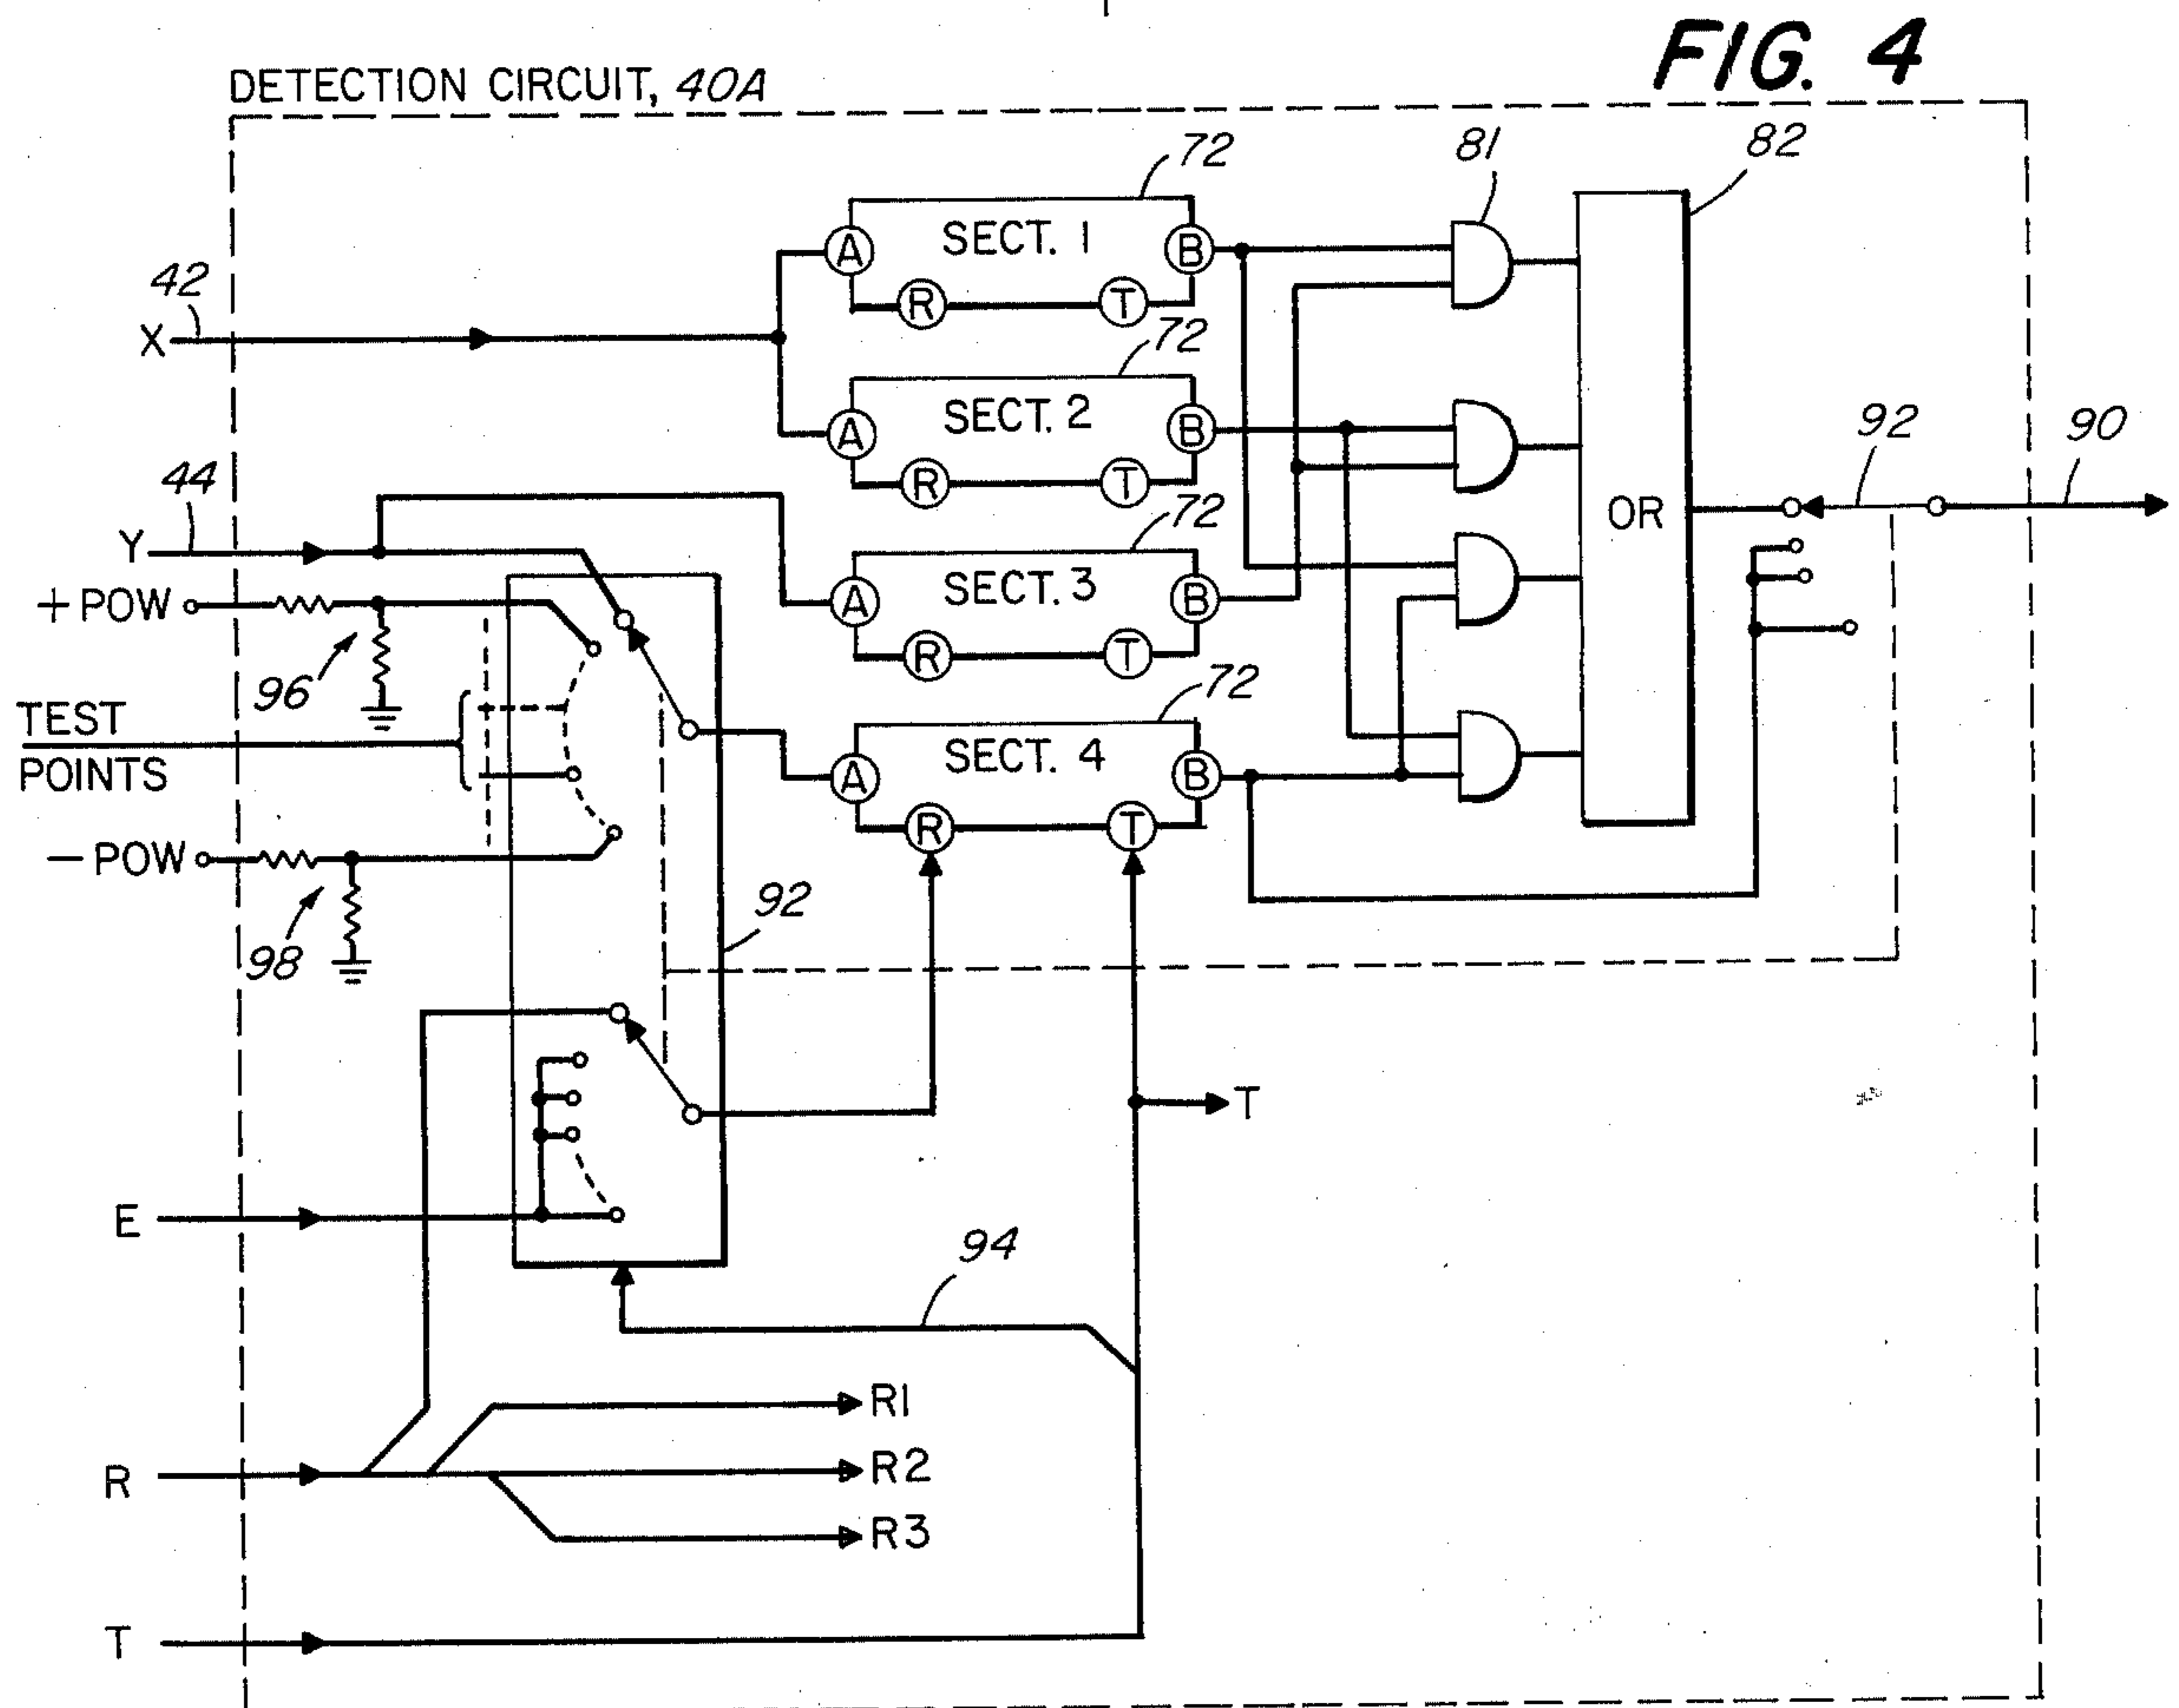 FIG. 4
DETECTION CIRCUIT, 40A
72
81
82
A
SECT. 1
B
R
T
42
X
72
A
SECT. 2
B
R
T
92
90
44
72
OR
Y
A
SECT. 3
B
+ POW
R
T
96
72
TEST
POINTS
A
SECT. 4
B
R
T
— POW
92
98
T
E
94
R1
R
R2
R3
T